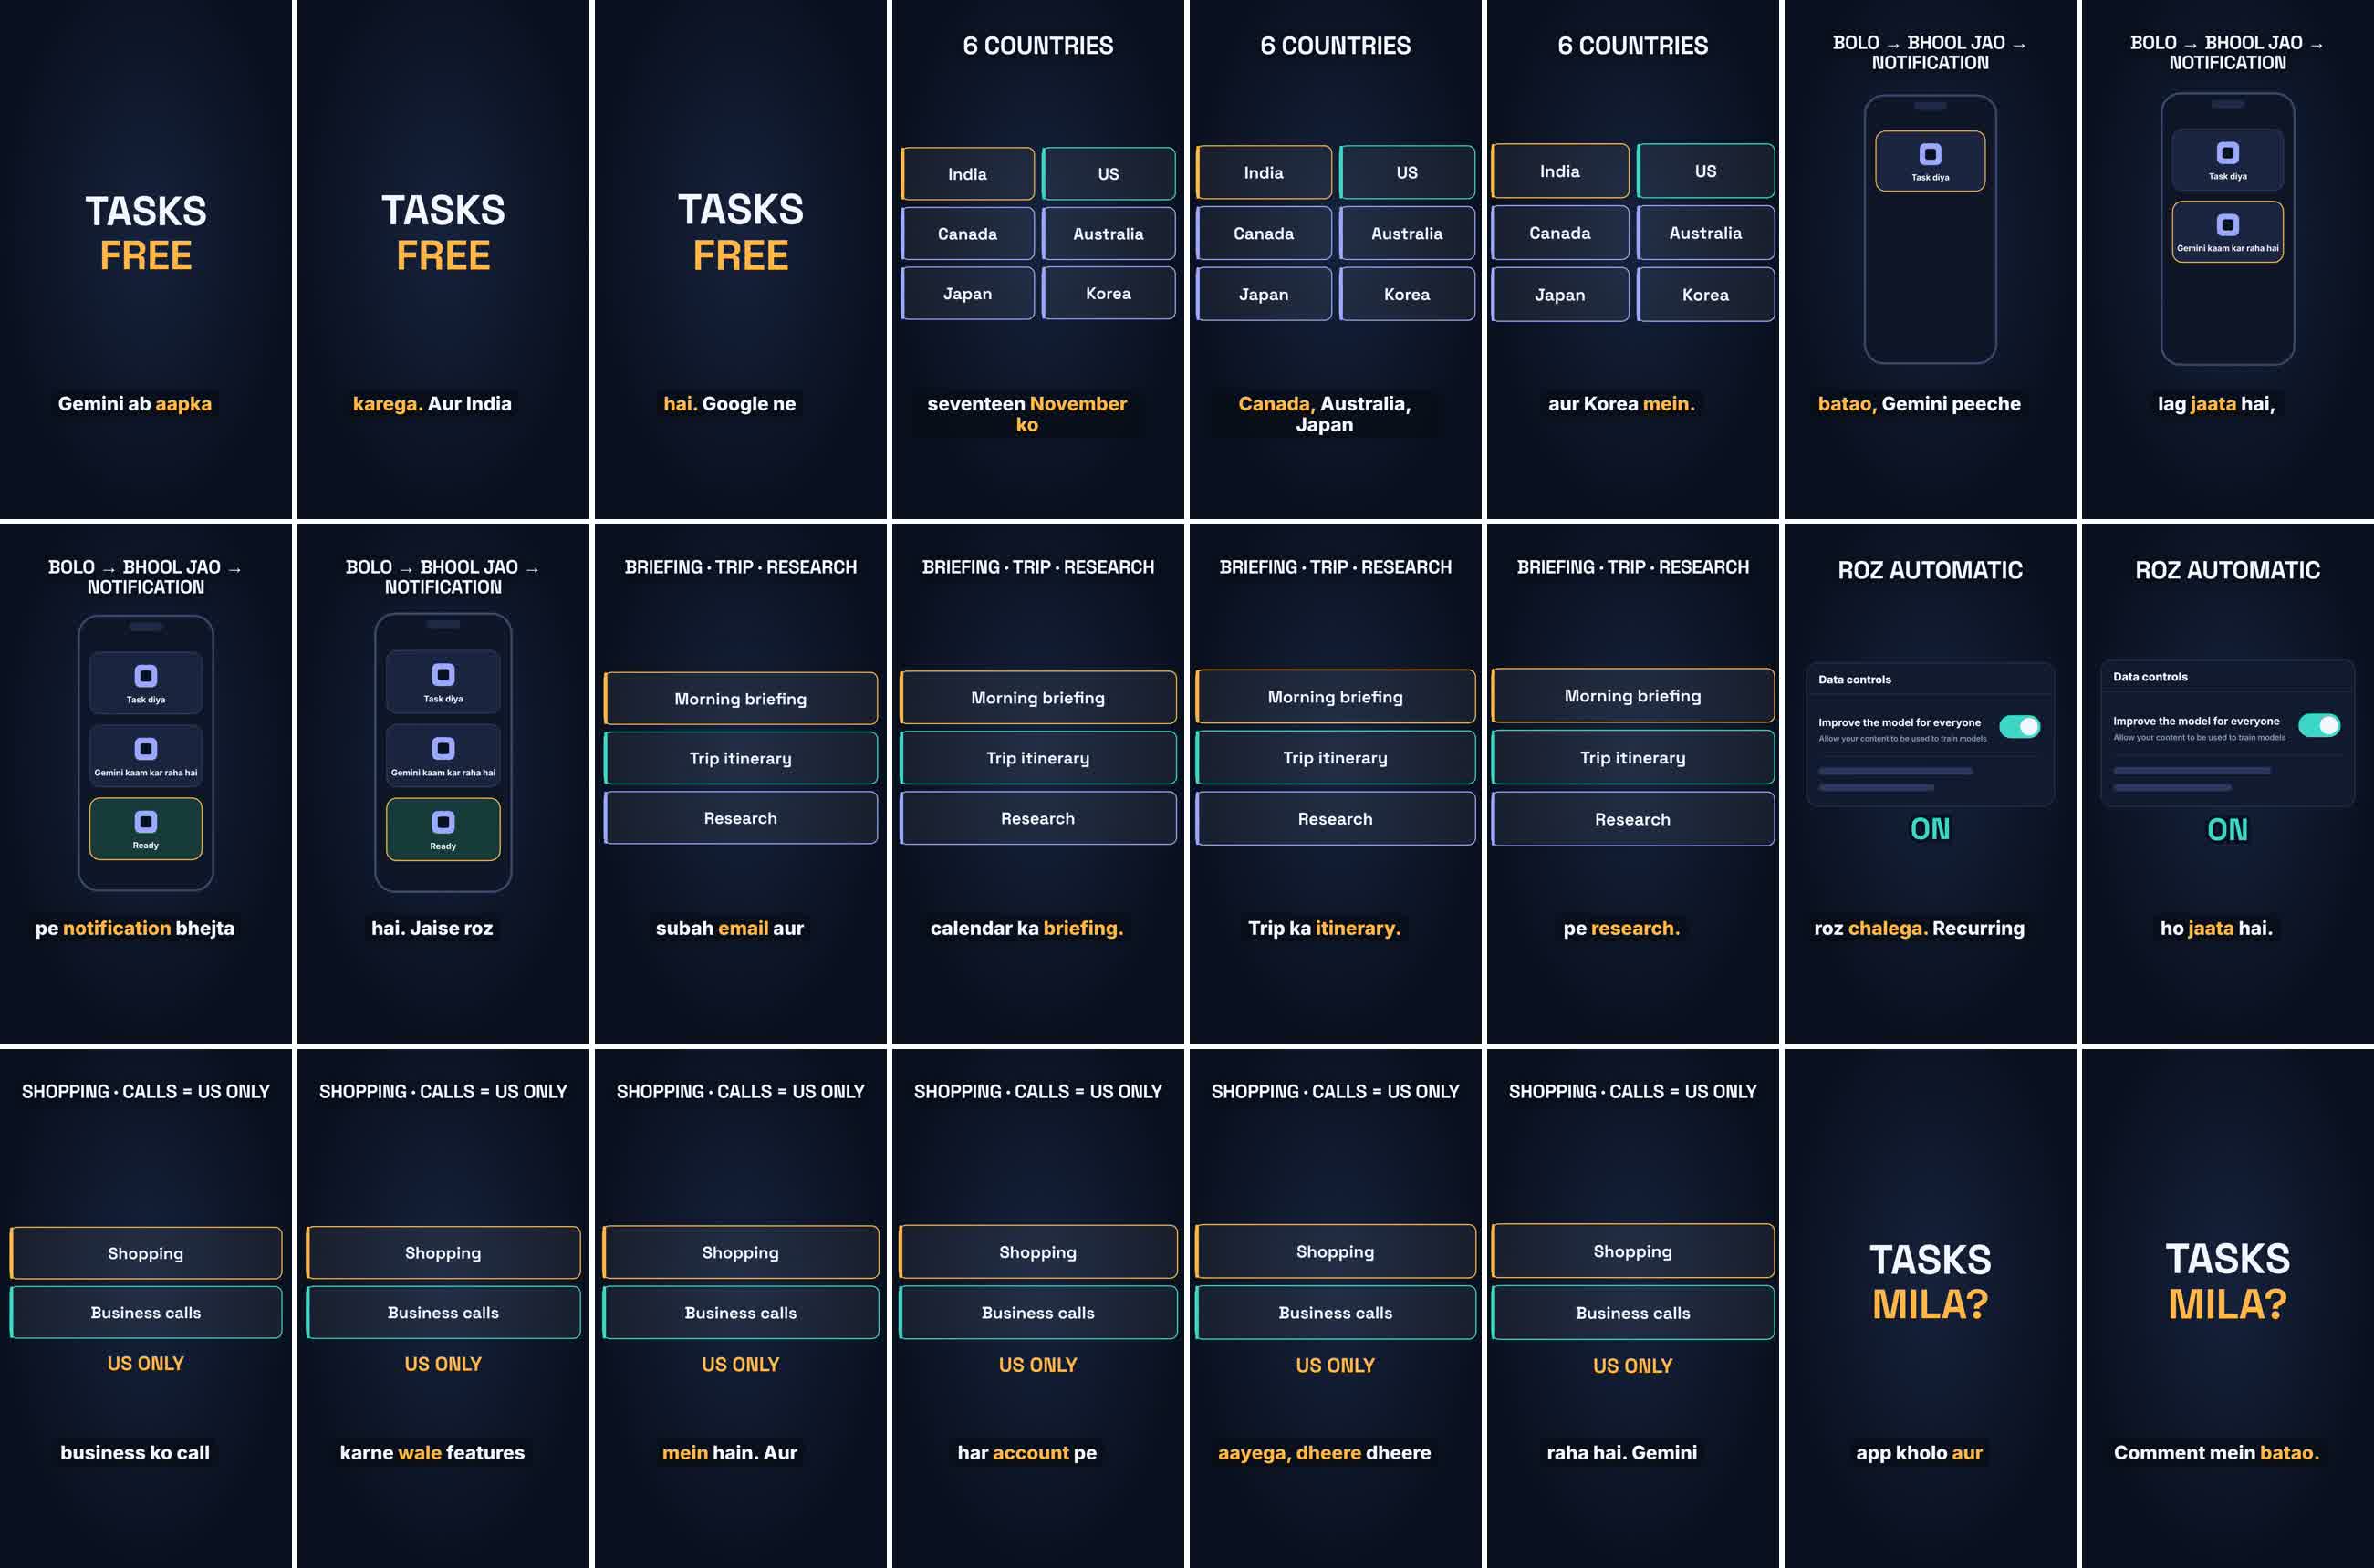 TASKS
FREE
Gemini ab aapka
TASKS
FREE
karega. Aur India
TASKS
FREE
hai. Google ne
6 COUNTRIES
India
US
Canada
Australia
Japan
Korea
seventeen November
ko
6 COUNTRIES
India
US
Canada
Australia
Japan
Korea
Canada, Australia,
Japan
6 COUNTRIES
India
US
Canada
Australia
Japan
Korea
aur Korea mein.
BOLO → BHOOL JAO →
NOTIFICATION
Task diya
batao, Gemini peeche
BOLO → BHOOL JAO →
NOTIFICATION
Task diya
Gemini kaam kar raha hai
lag jaata hai,
BOLO → BHOOL JAO →
NOTIFICATION
Task diya
Gemini kaam kar raha hai
Ready
pe notification bhejta
BOLO → BHOOL JAO →
NOTIFICATION
Task diya
Gemini kaam kar raha hai
Ready
hai. Jaise roz
BRIEFING · TRIP · RESEARCH
Morning briefing
Trip itinerary
Research
subah email aur
BRIEFING · TRIP · RESEARCH
Morning briefing
Trip itinerary
Research
calendar ka briefing.
BRIEFING · TRIP · RESEARCH
Morning briefing
Trip itinerary
Research
Trip ka itinerary.
BRIEFING · TRIP · RESEARCH
Morning briefing
Trip itinerary
Research
pe research.
ROZ AUTOMATIC
Data controls
Improve the model for everyone
Allow your content to be used to train models
ON
roz chalega. Recurring
ROZ AUTOMATIC
Data controls
Improve the model for everyone
Allow your content to be used to train models
ON
ho jaata hai.
SHOPPING · CALLS = US ONLY
Shopping
Business calls
US ONLY
business ko call
SHOPPING · CALLS = US ONLY
Shopping
Business calls
US ONLY
karne wale features
SHOPPING · CALLS = US ONLY
Shopping
Business calls
US ONLY
mein hain. Aur
SHOPPING · CALLS = US ONLY
Shopping
Business calls
US ONLY
har account pe
SHOPPING · CALLS = US ONLY
Shopping
Business calls
US ONLY
aayega, dheere dheere
SHOPPING · CALLS = US ONLY
Shopping
Business calls
US ONLY
raha hai. Gemini
TASKS
MILA?
app kholo aur
TASKS
MILA?
Comment mein batao.